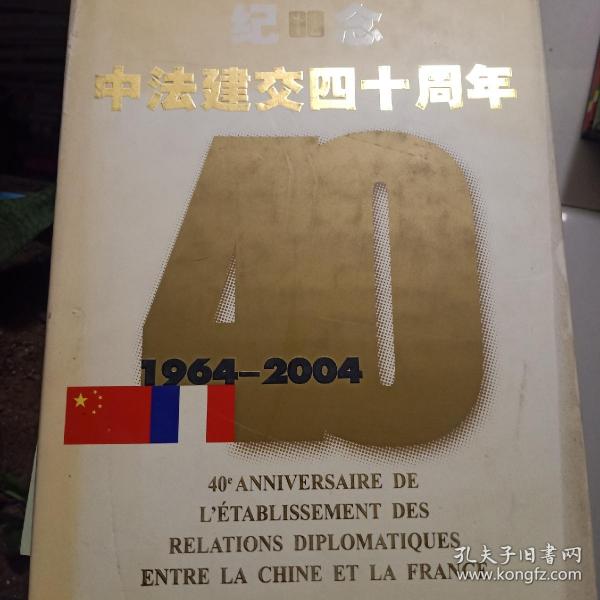 纪念
中法建交四十周年
40
1964-2004
40e ANNIVERSAIRE DE
L'ÉTABLISSEMENT DES
RELATIONS DIPLOMATIQUES
ENTRE LA CHINE ET LA FRANCE
孔夫子旧书网
www.kongfz.com